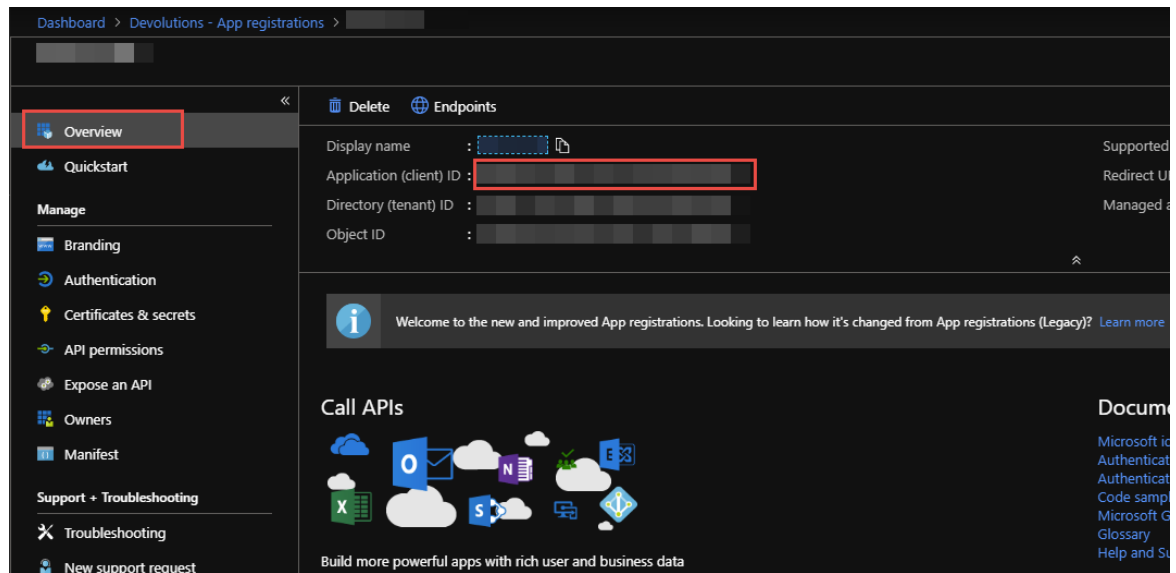 Dashboard > Devolutions - App registrations >
«
Delete Endpoints
Overview
Quickstart
Manage
Branding
Authentication
Certificates & secrets
API permissions
Expose an API
Owners
Manifest
Support + Troubleshooting
Troubleshooting
New support request
Display name :
Application (client) ID :
Directory (tenant) ID :
Object ID :
Supported
Redirect UI
Managed a
Welcome to the new and improved App registrations. Looking to learn how it's changed from App registrations (Legacy)? Learn more
Call APIs
O
N
E
X
S
Build more powerful apps with rich user and business data
Docume
Microsoft id
Authenticat
Authenticat
Code sampl
Microsoft G
Glossary
Help and Su